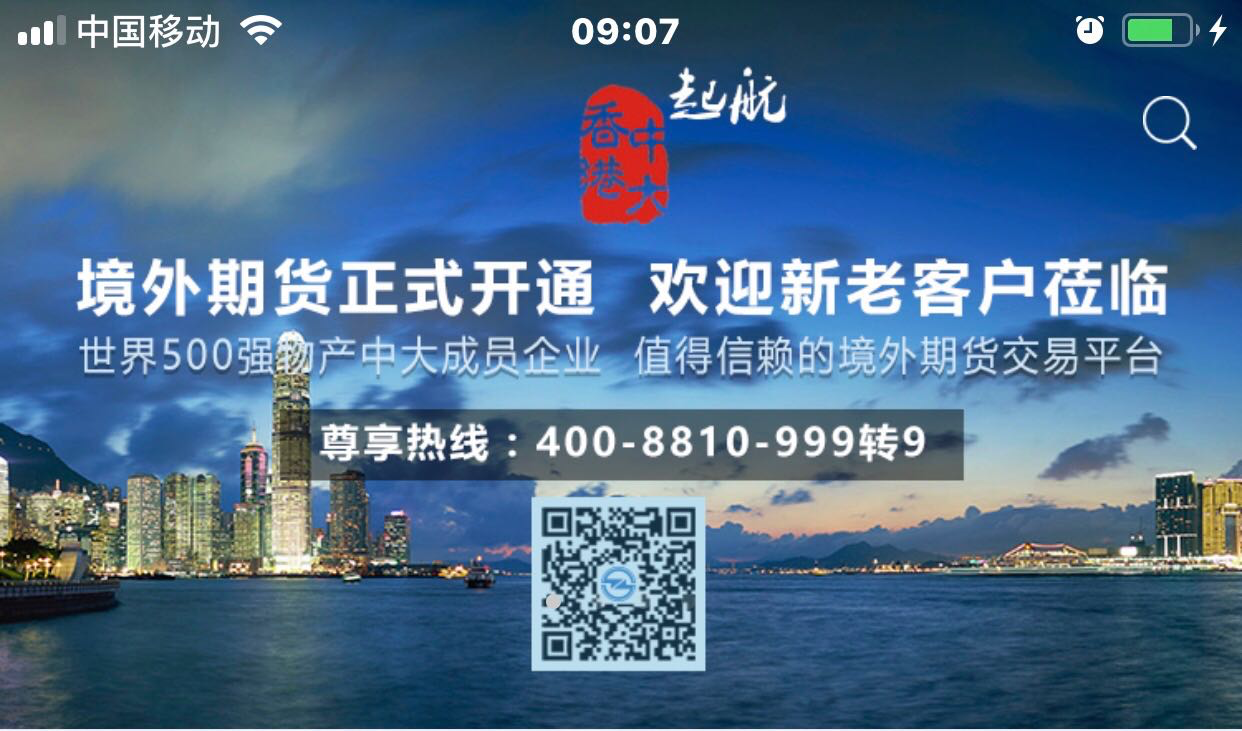 中国移动
09:07
起航
香港
中大
境外期货正式开通 欢迎新老客户莅临
世界500强物产中大成员企业 值得信赖的境外期货交易平台
尊享热线：400-8810-999转9